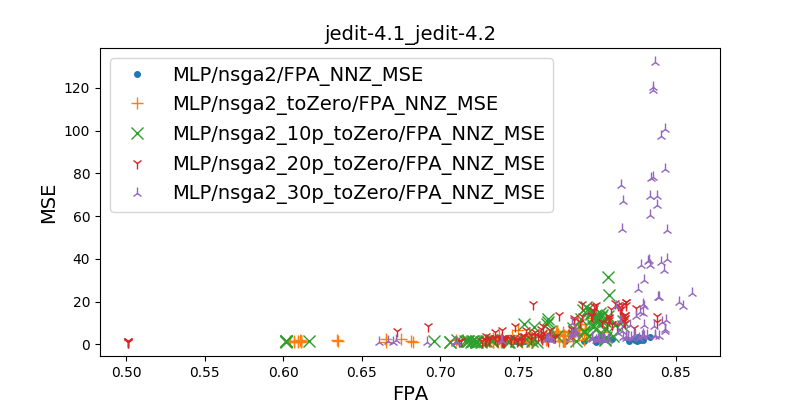 jedit-4.1_jedit-4.2
MLP/nsga2/FPA_NNZ_MSE
MLP/nsga2_toZero/FPA_NNZ_MSE
MLP/nsga2_10p_toZero/FPA_NNZ_MSE
MLP/nsga2_20p_toZero/FPA_NNZ_MSE
MLP/nsga2_30p_toZero/FPA_NNZ_MSE
MSE
120
100
80
60
40
20
0
0.50 0.55 0.60 0.65 0.70 0.75 0.80 0.85
FPA